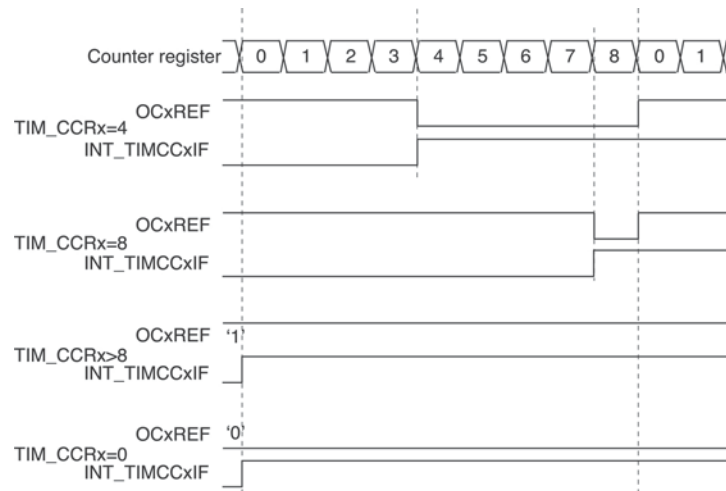 Counter register 0 1 2 3 4 5 6 7 8 0 1
OCxREF
TIM_CCRx=4
INT_TIMCCxIF
OCxREF
TIM_CCRx=8
INT_TIMCCxIF
OCxREF '1'
TIM_CCRx>8
INT_TIMCCxIF
OCxREF '0'
TIM_CCRx=0
INT_TIMCCxIF